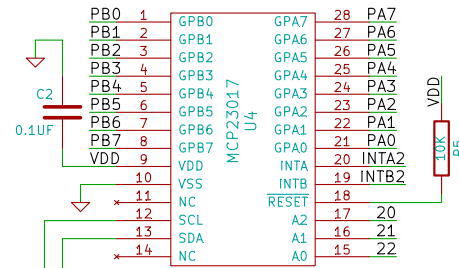 PB0 1 GPB0 GPA7 28 PA7
PB1 2 GPB1 GPA6 27 PA6
PB2 3 GPB2 GPA5 26 PA5
PB3 4 GPB3 GPA4 25 PA4
PB4 5 GPB4 GPA3 24 PA3
PB5 6 GPB5 GPA2 23 PA2
PB6 7 GPB6 GPA1 22 PA1
PB7 8 GPB7 GPA0 21 PA0
VDD 9 VDD INTA 20 INTA2
10 VSS INTB 19 INTB2
11 NC RESET 18
12 SCL A2 17 20
13 SDA A1 16 21
14 NC A0 15 22
MCP23017
U4
C2
0.1UF
VDD
10K
R5